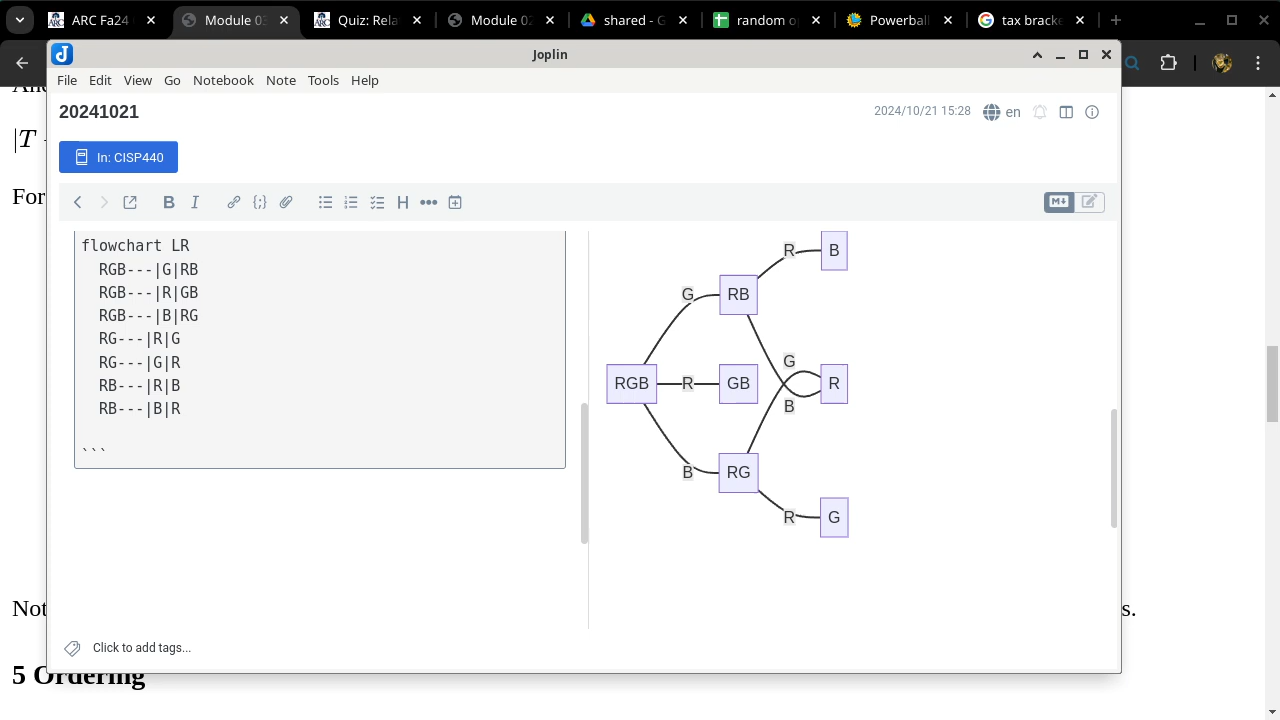 ARC Fa24
Module 03
Quiz: Rela
Module 02
shared - G
random o
Powerball
tax bracke
Joplin
File Edit View Go Notebook Note Tools Help
20241021
2024/10/21 15:28
en
In: CISP440
B I H
M
flowchart LR
RGB---|G|RB
RGB---|R|GB
RGB---|B|RG
RG---|R|G
RG---|G|R
RB---|R|B
RB---|B|R
```
R B
G RB
G
RGB R GB R
B
B RG
R G
Click to add tags...
|T
For
Not
s.
5 Ordering